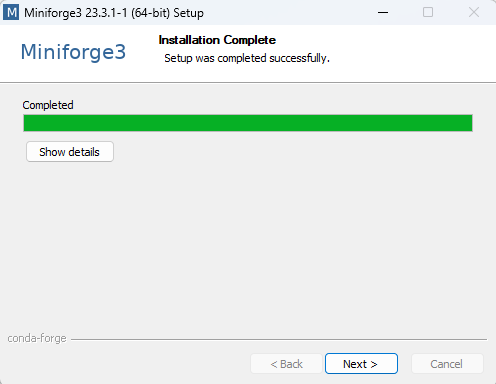 M Miniforge3 23.3.1-1 (64-bit) Setup
Miniforge3
Installation Complete
Setup was completed successfully.
Completed
Show details
conda-forge
< Back
Next >
Cancel